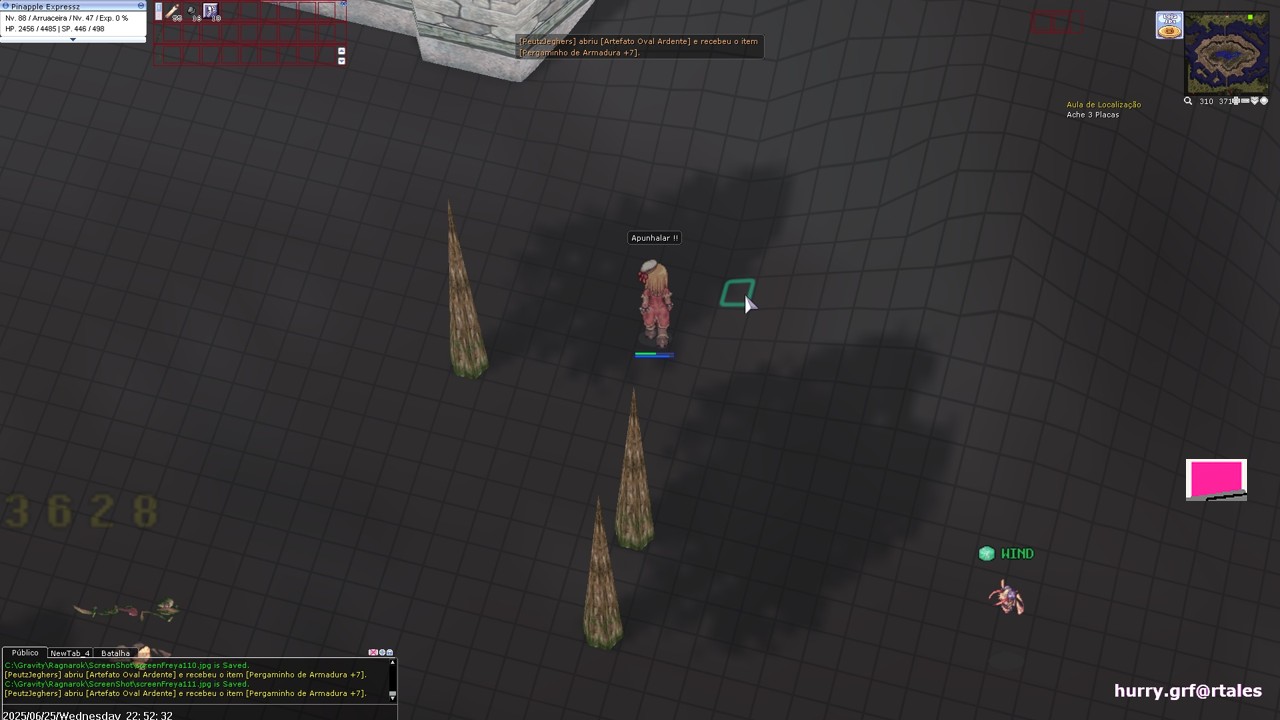 Pinapple Expressz
Nv. 88 / Arruaceira / Nv. 47 / Exp. 0 %
HP. 2456 / 4485 | SP. 446 / 498
[PeutzJeghers] abriu [Artefato Oval Ardente] e recebeu o item
[Pergaminho de Armadura +7].
310 371
Aula de Localização
Ache 3 Placas
Apunhalar !!
3628
WIND
Público NewTab_4 Batalha
C:\Gravity\Ragnarok\ScreenShot\screenFreya110.jpg is Saved.
[PeutzJeghers] abriu [Artefato Oval Ardente] e recebeu o item [Pergaminho de Armadura +7].
C:\Gravity\Ragnarok\ScreenShot\screenFreya111.jpg is Saved.
[PeutzJeghers] abriu [Artefato Oval Ardente] e recebeu o item [Pergaminho de Armadura +7].
2025/06/25/Wednesday 22:52:32
hurry.grf@rtales